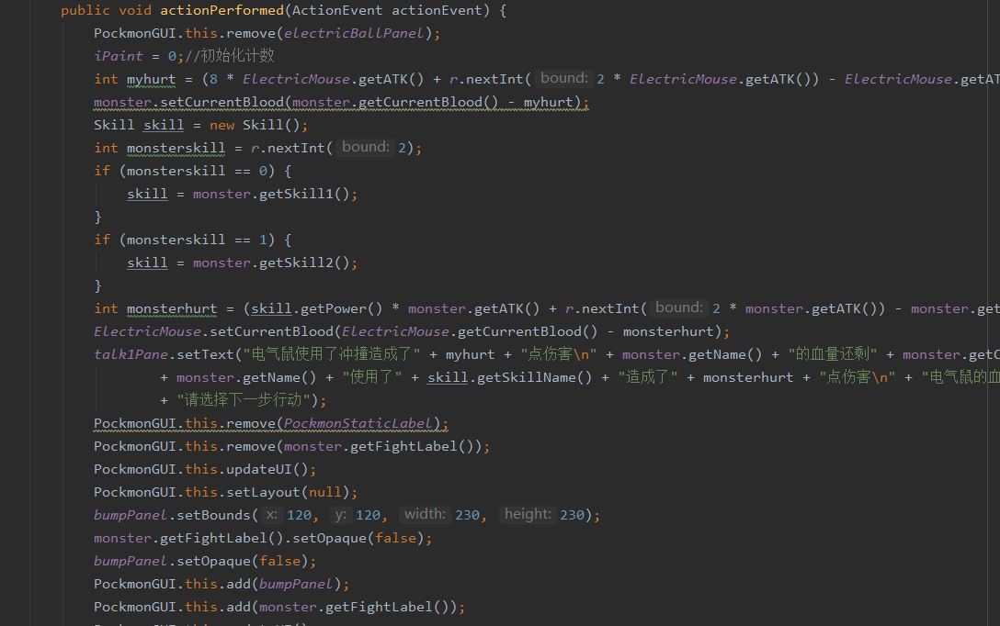 public void actionPerformed(ActionEvent actionEvent) {
PockmonGUI.this.remove(electricBallPanel);
iPaint = 0;//初始化计数
int myhurt = (8 * ElectricMouse.getATK() + r.nextInt( bound: 2 * ElectricMouse.getATK()) - ElectricMouse.getAT
monster.setCurrentBlood(monster.getCurrentBlood() - myhurt);
Skill skill = new Skill();
int monsterskill = r.nextInt( bound: 2);
if (monsterskill == 0) {
skill = monster.getSkill1();
}
if (monsterskill == 1) {
skill = monster.getSkill2();
}
int monsterhurt = (skill.getPower() * monster.getATK() + r.nextInt( bound: 2 * monster.getATK()) - monster.get
ElectricMouse.setCurrentBlood(ElectricMouse.getCurrentBlood() - monsterhurt);
talk1Pane.setText("电气鼠使用了冲撞造成了" + myhurt + "点伤害\n" + monster.getName() + "的血量还剩" + monster.getC
+ monster.getName() + "使用了" + skill.getSkillName() + "造成了" + monsterhurt + "点伤害\n" + "电气鼠的血
+ "请选择下一步行动");
PockmonGUI.this.remove(PockmonStaticLabel);
PockmonGUI.this.remove(monster.getFightLabel());
PockmonGUI.this.updateUI();
PockmonGUI.this.setLayout(null);
bumpPanel.setBounds( x: 120, y: 120, width: 230, height: 230);
monster.getFightLabel().setOpaque(false);
bumpPanel.setOpaque(false);
PockmonGUI.this.add(bumpPanel);
PockmonGUI.this.add(monster.getFightLabel());